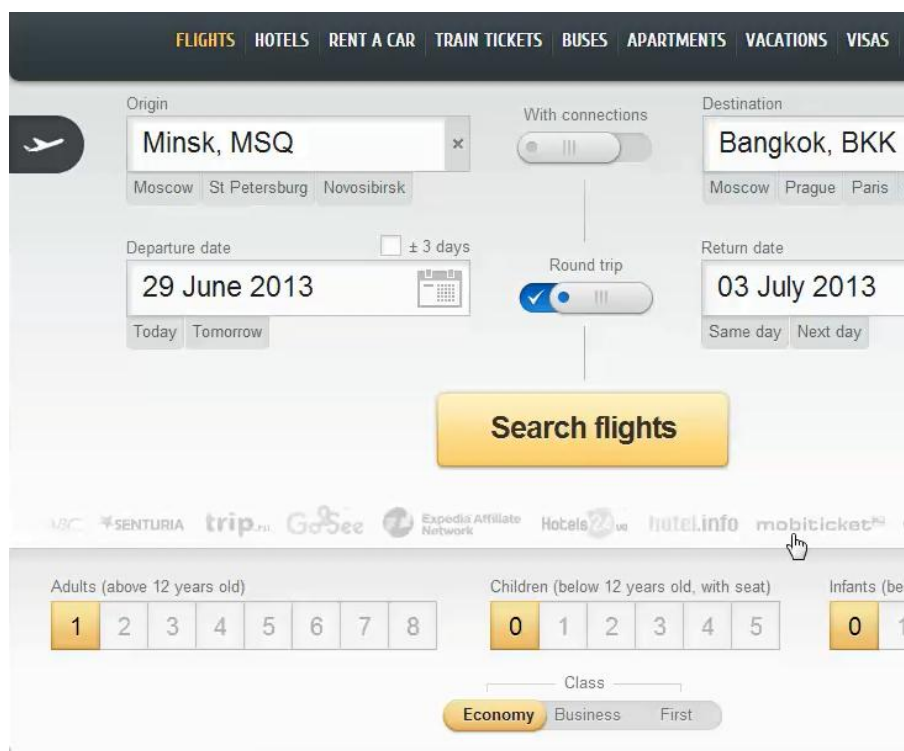 FLIGHTS HOTELS RENT A CAR TRAIN TICKETS BUSES APARTMENTS VACATIONS VISAS
Origin With connections Destination
Minsk, MSQ × Bangkok, BKK
Moscow St Petersburg Novosibirsk Moscow Prague Paris
Departure date ± 3 days Round trip Return date
29 June 2013 03 July 2013
Today Tomorrow Same day Next day
Search flights
SENTURIA trip.ru GoSee Expedia Affiliate Network Hotels hotel.info mobiticket
Adults (above 12 years old) Children (below 12 years old, with seat) Infants (be
1 2 3 4 5 6 7 8 0 1 2 3 4 5 0 1
Class
Economy Business First